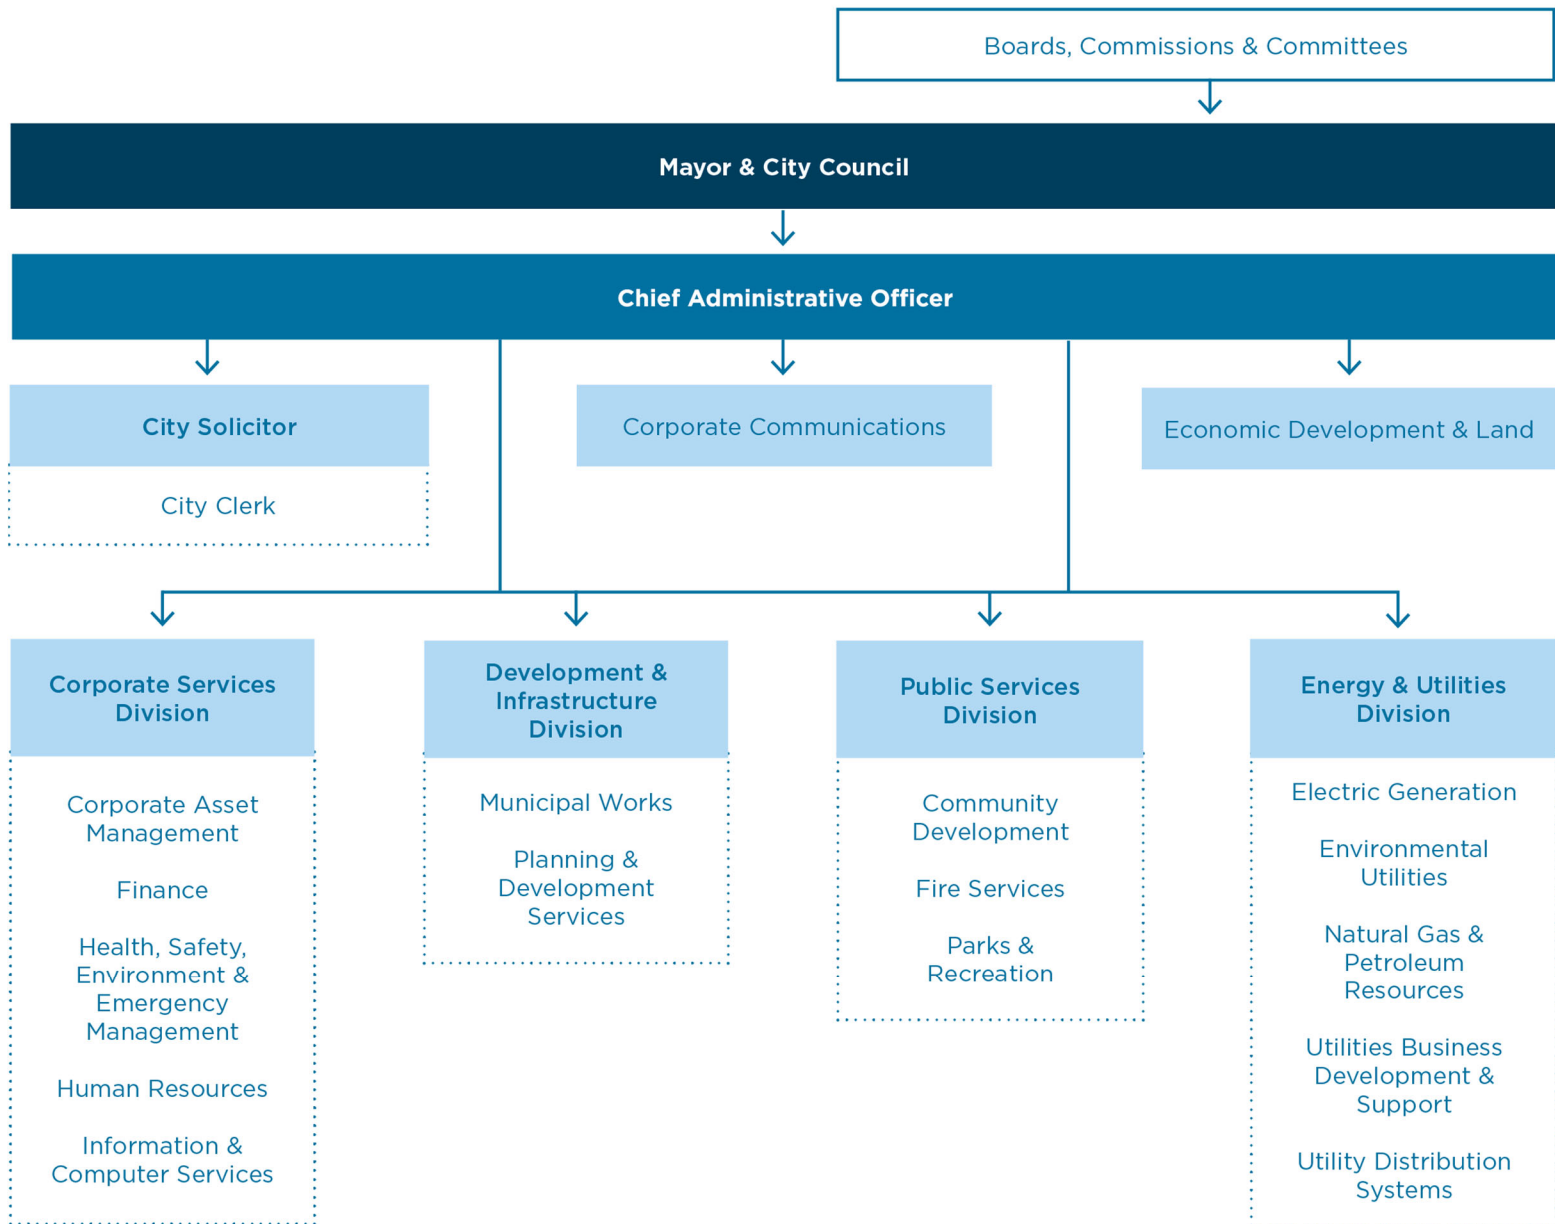 Boards, Commissions & Committees
Mayor & City Council
Chief Administrative Officer
City Solicitor
City Clerk
Corporate Communications
Economic Development & Land
Corporate Services
Division
Corporate Asset
Management
Finance
Health, Safety,
Environment &
Emergency
Management
Human Resources
Information &
Computer Services
Development &
Infrastructure
Division
Municipal Works
Planning &
Development
Services
Public Services
Division
Community
Development
Fire Services
Parks &
Recreation
Energy & Utilities
Division
Electric Generation
Environmental
Utilities
Natural Gas &
Petroleum
Resources
Utilities Business
Development &
Support
Utility Distribution
Systems